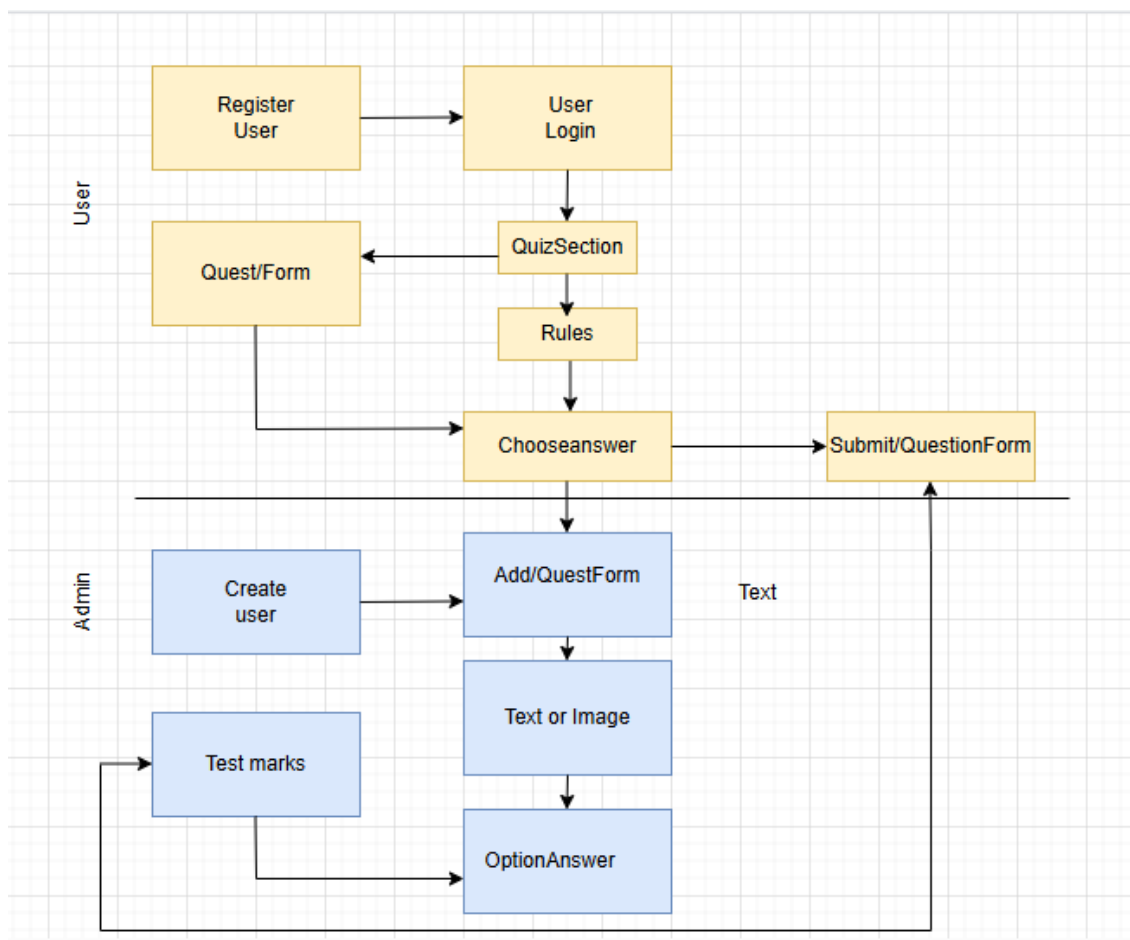 Register
User
User
Login
User
QuizSection
Quest/Form
Rules
Chooseanswer
Submit/QuestionForm
Admin
Create
user
Add/QuestForm
Text
Text or Image
Test marks
OptionAnswer